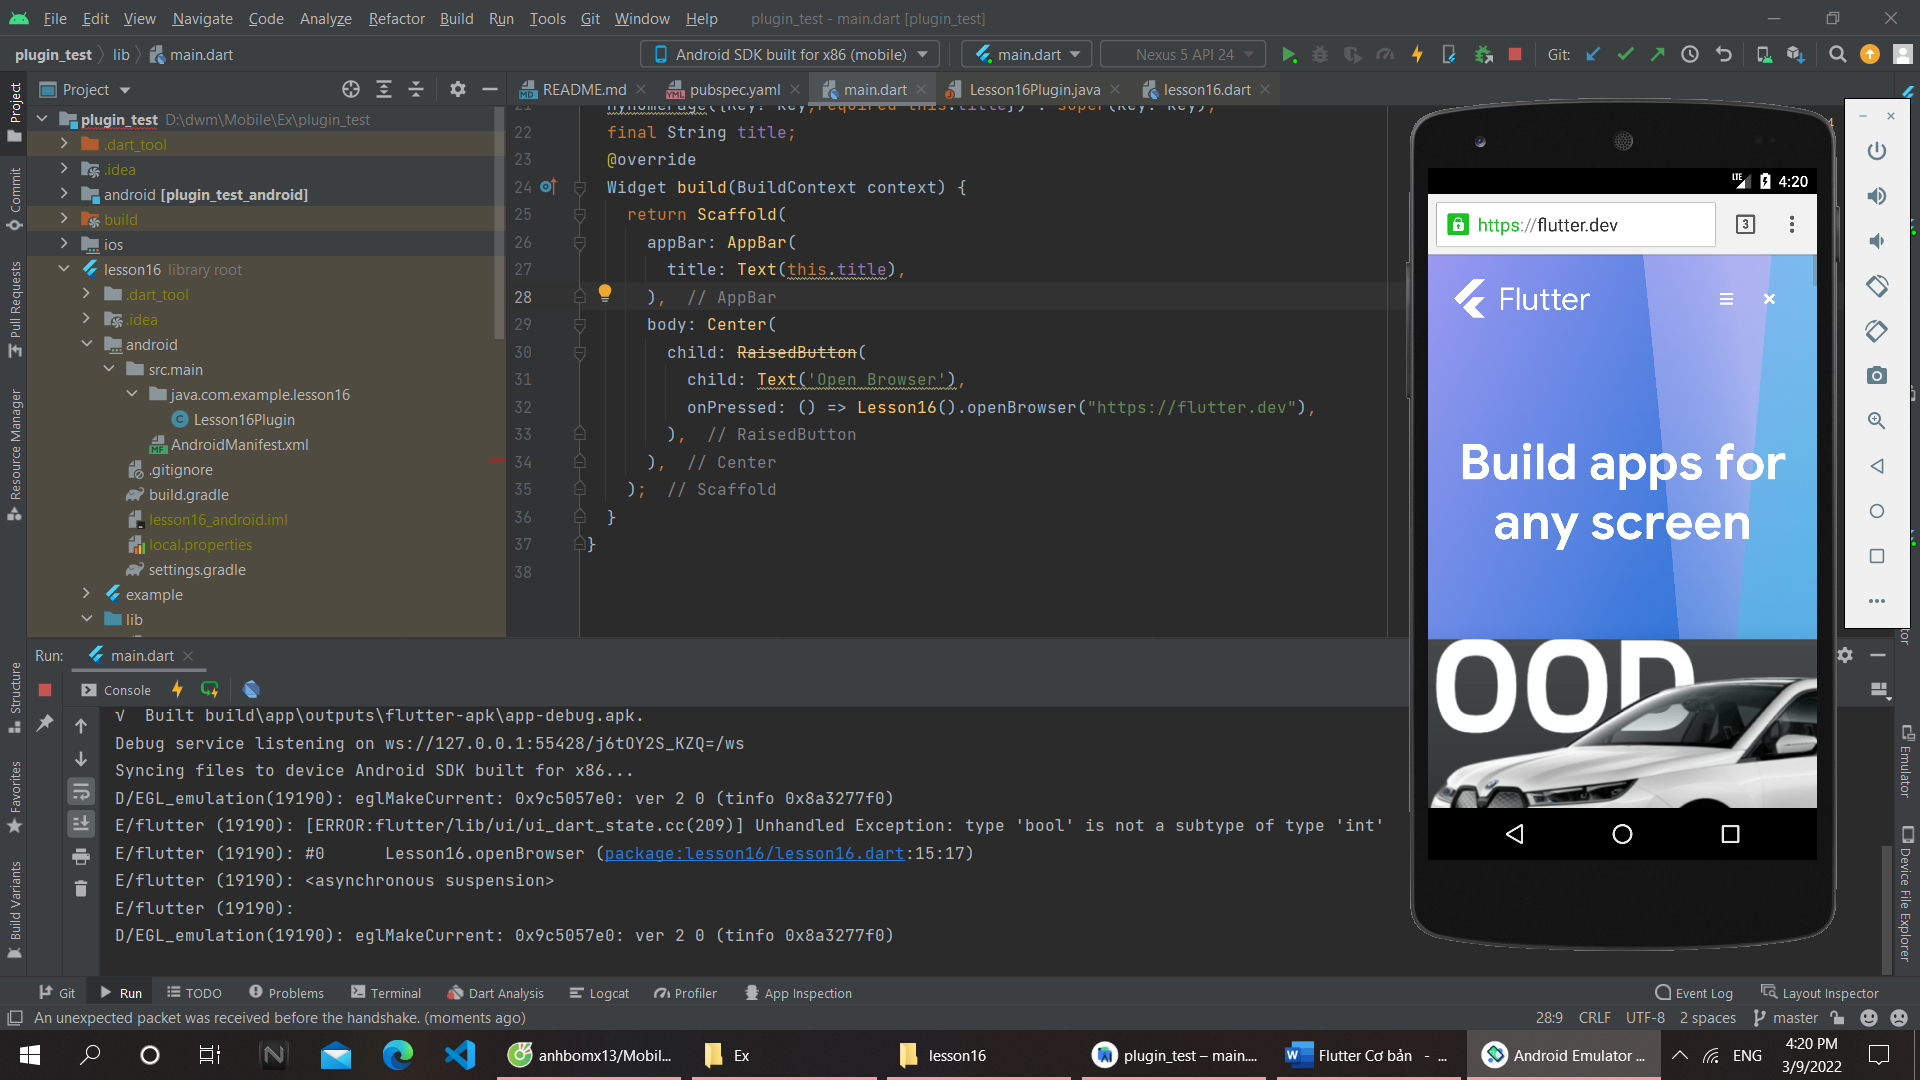 File Edit View Navigate Code Analyze Refactor Build Run Tools Git Window Help plugin_test - main.dart [plugin_test]
plugin_test lib main.dart Android SDK built for x86 (mobile) main.dart Nexus 5 API 24 Git:
Project README.md pubspec.yaml main.dart Lesson16Plugin.java lesson16.dart
Project
Commit
Pull Requests
Resource Manager
Structure
Favorites
Build Variants
plugin_test D:\dwm\Mobile\Ex\plugin_test
.dart_tool
.idea
android [plugin_test_android]
build
ios
lesson16 library root
.dart_tool
.idea
android
src.main
java.com.example.lesson16
Lesson16Plugin
AndroidManifest.xml
.gitignore
build.gradle
lesson16_android.iml
local.properties
settings.gradle
example
lib
21 MyHomePage({Key? key,required this.title}) : super(key: key);
22 final String title;
23 @override
24 Widget build(BuildContext context) {
25 return Scaffold(
26 appBar: AppBar(
27 title: Text(this.title),
28 ), // AppBar
29 body: Center(
30 child: RaisedButton(
31 child: Text('Open Browser'),
32 onPressed: () => Lesson16().openBrowser("https://flutter.dev"),
33 ), // RaisedButton
34 ), // Center
35 ); // Scaffold
36 }
37 }
38
LTE 4:20
https://flutter.dev 3
Flutter
Build apps for
any screen
OOD
Run: main.dart
Console
√ Built build\app\outputs\flutter-apk\app-debug.apk.
Debug service listening on ws://127.0.0.1:55428/j6tOY2S_KZQ=/ws
Syncing files to device Android SDK built for x86...
D/EGL_emulation(19190): eglMakeCurrent: 0x9c5057e0: ver 2 0 (tinfo 0x8a3277f0)
E/flutter (19190): [ERROR:flutter/lib/ui/ui_dart_state.cc(209)] Unhandled Exception: type 'bool' is not a subtype of type 'int'
E/flutter (19190): #0 Lesson16.openBrowser (package:lesson16/lesson16.dart:15:17)
E/flutter (19190): <asynchronous suspension>
E/flutter (19190):
D/EGL_emulation(19190): eglMakeCurrent: 0x9c5057e0: ver 2 0 (tinfo 0x8a3277f0)
Emulator
Device File Explorer
Git Run TODO Problems Terminal Dart Analysis Logcat Profiler App Inspection Event Log Layout Inspector
An unexpected packet was received before the handshake. (moments ago) 28:9 CRLF UTF-8 2 spaces master
anhbomx13/Mobil... Ex lesson16 plugin_test – main.... Flutter Cơ bản - ... Android Emulator ... ENG 4:20 PM
3/9/2022